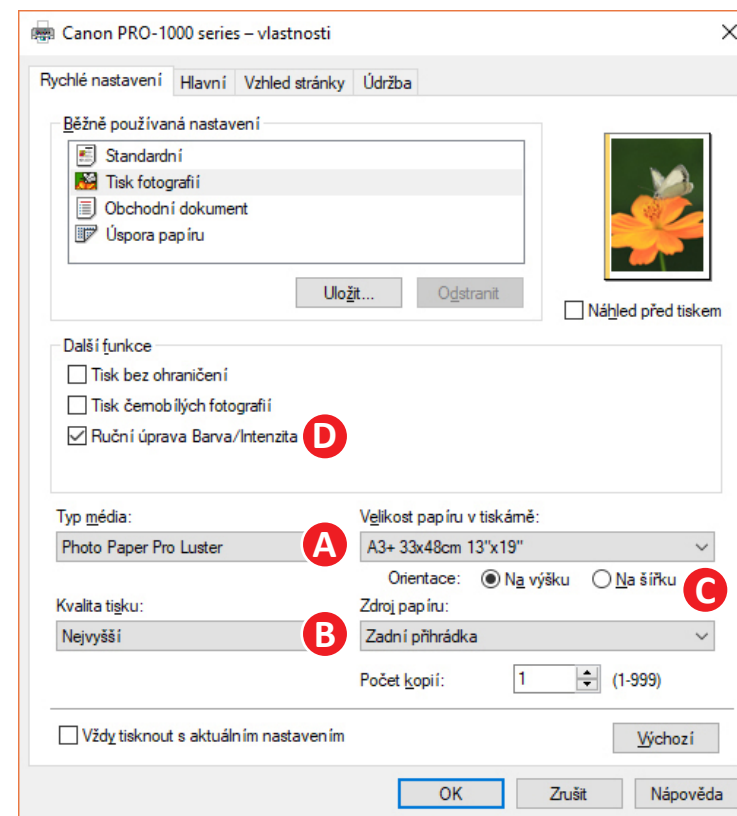 Canon PRO-1000 series – vlastnosti
Rychlé nastavení Hlavní Vzhled stránky Údržba
Běžně používaná nastavení
Standardní
Tisk fotografií
Obchodní dokument
Úspora papíru
Uložit... Odstranit
Náhled před tiskem
Další funkce
Tisk bez ohraničení
Tisk černobílých fotografií
Ruční úprava Barva/Intenzita D
Typ média: Velikost papíru v tiskárně:
Photo Paper Pro Luster A A3+ 33x48cm 13"x19"
Orientace: Na výšku Na šířku C
Kvalita tisku: Zdroj papíru:
Nejvyšší B Zadní přihrádka
Počet kopií: 1 (1-999)
Vždy tisknout s aktuálním nastavením Výchozí
OK Zrušit Nápověda